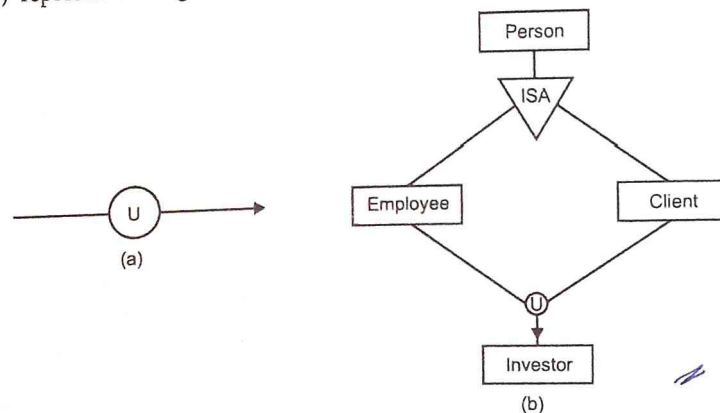 Person
ISA
Employee
Client
U
(a)
U
Investor
(b)